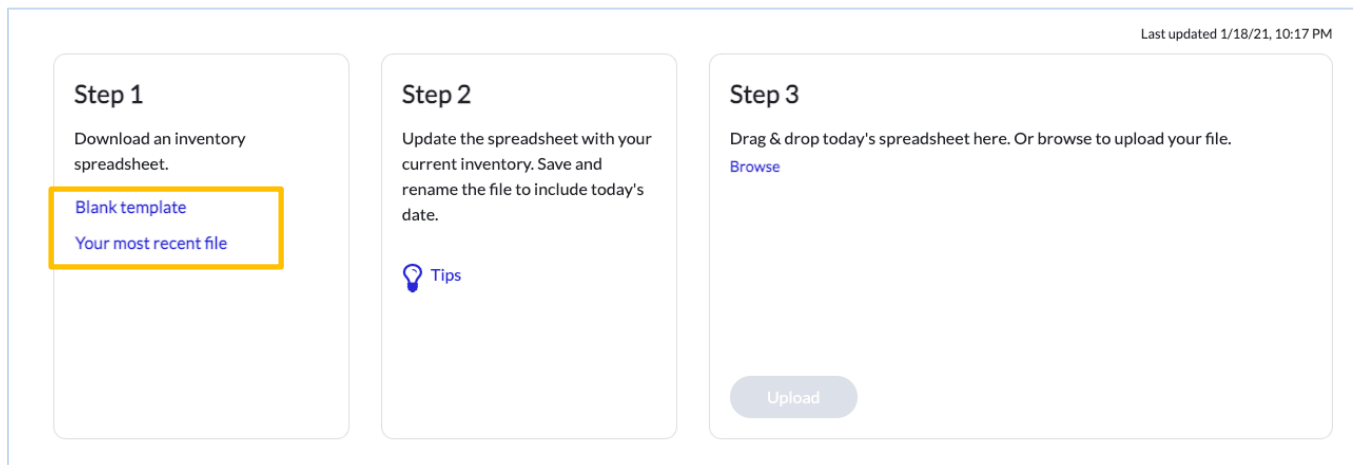 Last updated 1/18/21, 10:17 PM
Step 1
Download an inventory
spreadsheet.
Blank template
Your most recent file
Step 2
Update the spreadsheet with your
current inventory. Save and
rename the file to include today's
date.
Tips
Step 3
Drag & drop today's spreadsheet here. Or browse to upload your file.
Browse
Upload